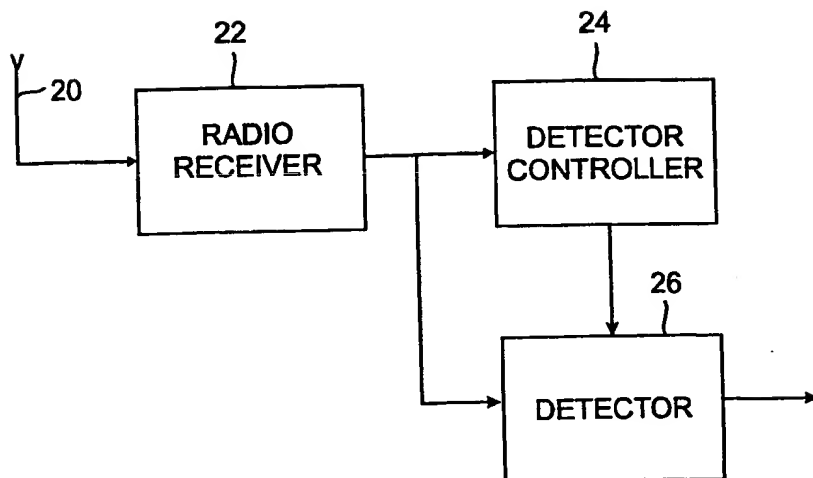 22
24
20
RADIO
RECEIVER
DETECTOR
CONTROLLER
26
DETECTOR